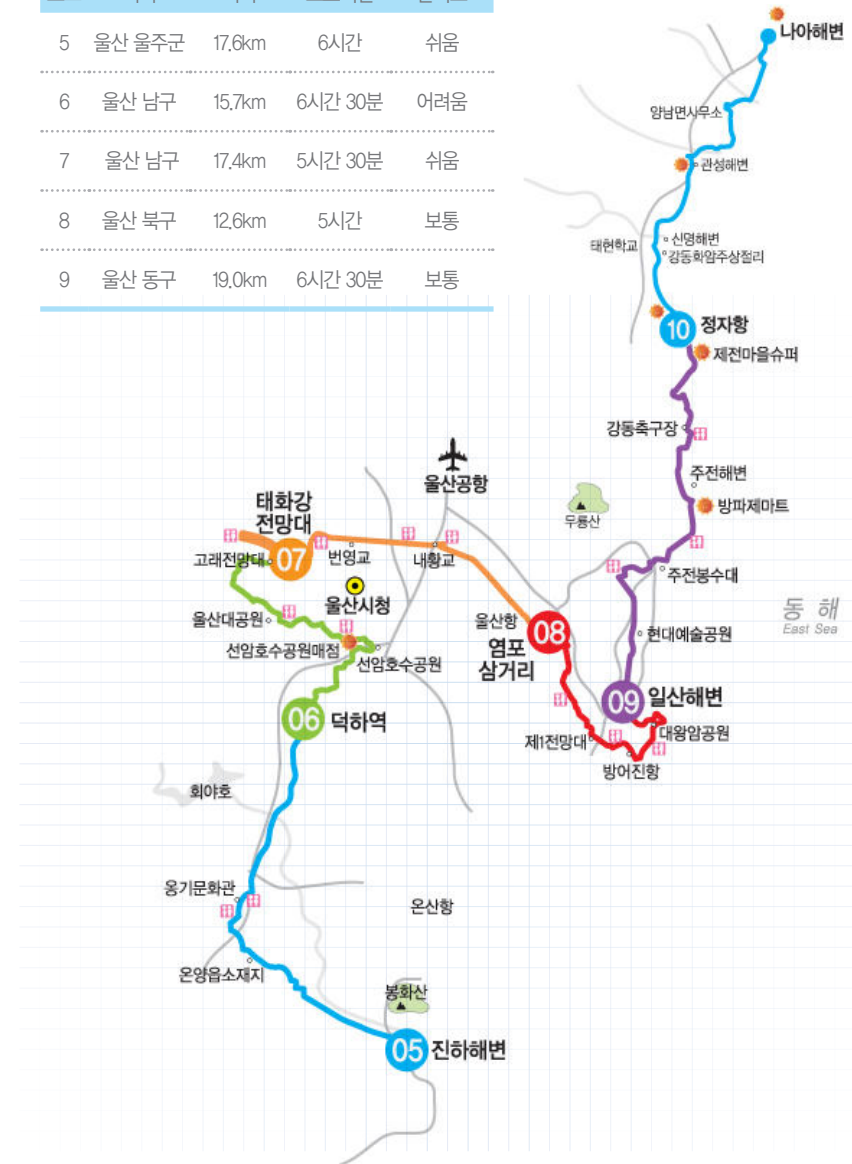 5 울산 울주군 17.6km 6시간 쉬움
6 울산 남구 15.7km 6시간 30분 어려움
7 울산 남구 17.4km 5시간 30분 쉬움
8 울산 북구 12.6km 5시간 보통
9 울산 동구 19.0km 6시간 30분 보통
나아해변
양남면사무소
관성해변
태현학교
신명해변
강동화암주상절리
10 정자항
제전마을슈퍼
강동축구장
주전해변
방파제마트
울산공항
무룡산
태화강
전망대
07
고래전망대
번영교
내황교
울산시청
주전봉수대
동 해
East Sea
울산대공원
울산항
08
염포
삼거리
현대예술공원
선암호수공원매점
선암호수공원
09 일산해변
06 덕하역
대왕암공원
제1전망대
방어진항
회야호
옹기문화관
온산항
온양읍소재지
봉화산
05 진하해변